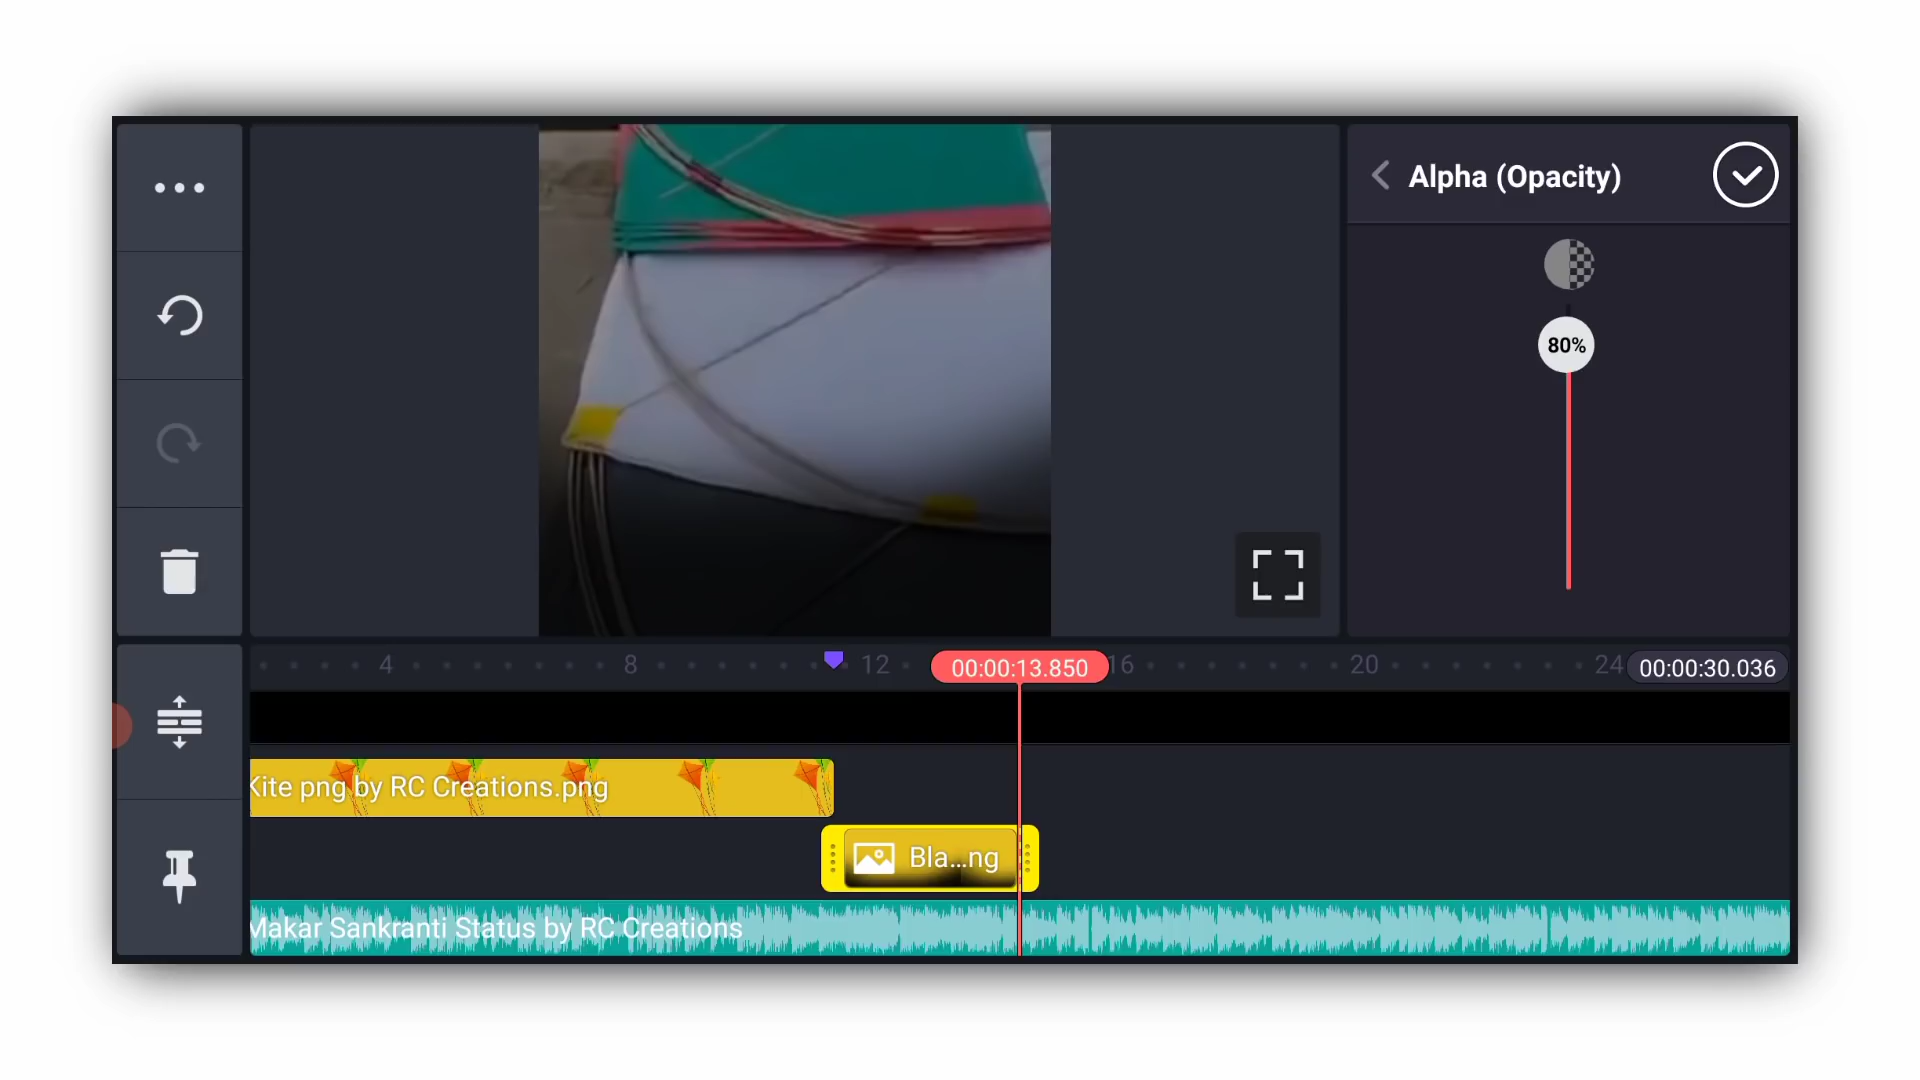 Alpha (Opacity)
80%
4
8
12
00:00:13.850
16
20
24
00:00:30.036
Kite png by RC Creations.png
Bla...ng
Makar Sankranti Status by RC Creations